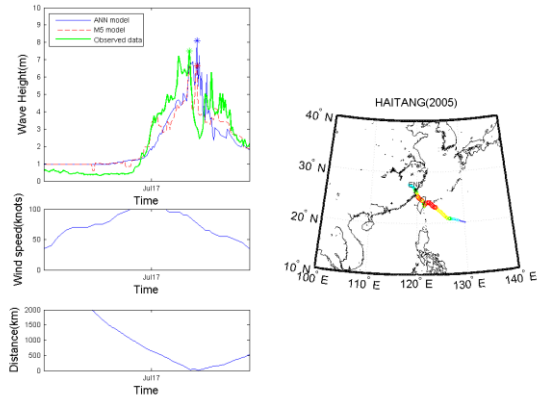 ANN model
M5 model
Observed data
Wave Height(m)
10
9
8
7
6
5
4
3
2
1
0
Jul17
Time
Wind speed(knots)
100
50
0
Jul17
Time
Distance(km)
2000
1500
1000
500
0
Jul17
Time
HAITANG(2005)
40° N
30° N
20° N
10° N
100° E
110° E
120° E
130° E
140° E